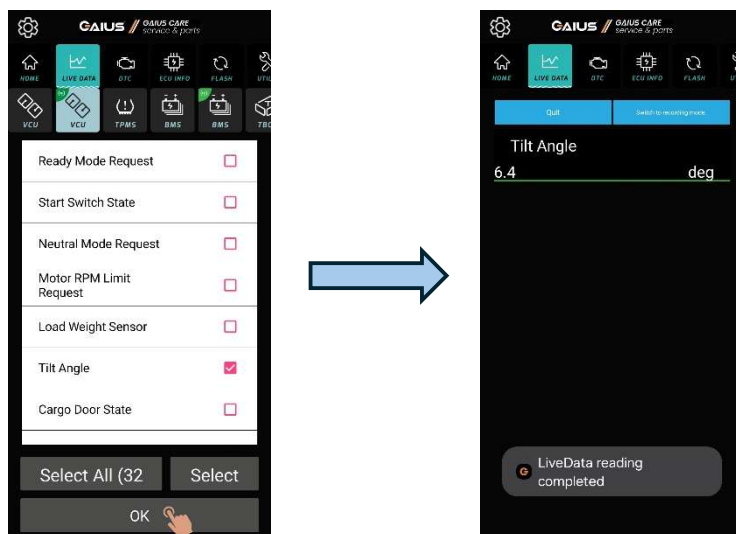 GAIUS // GAIUS CARE
service & parts
HOME LIVE DATA DTC ECU INFO FLASH
VCU VCU TPMS BMS BMS
Ready Mode Request
Start Switch State
Neutral Mode Request
Motor RPM Limit
Request
Load Weight Sensor
Tilt Angle
Cargo Door State
Select All (32 Select
OK
GAIUS // GAIUS CARE
service & parts
HOME LIVE DATA DTC ECU INFO FLASH
Quit Switch to recording mode
Tilt Angle
6.4 deg
LiveData reading
completed